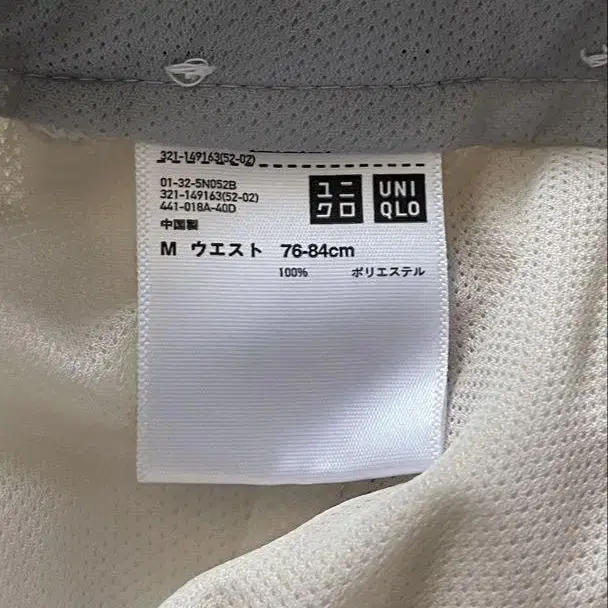 321-149163(52-02)
01-32-5N052B
321-149163(52-02)
441-018A-40D
中国製
ユニ
クロ
UNI
QLO
M ウエスト 76-84cm
100% ポリエステル